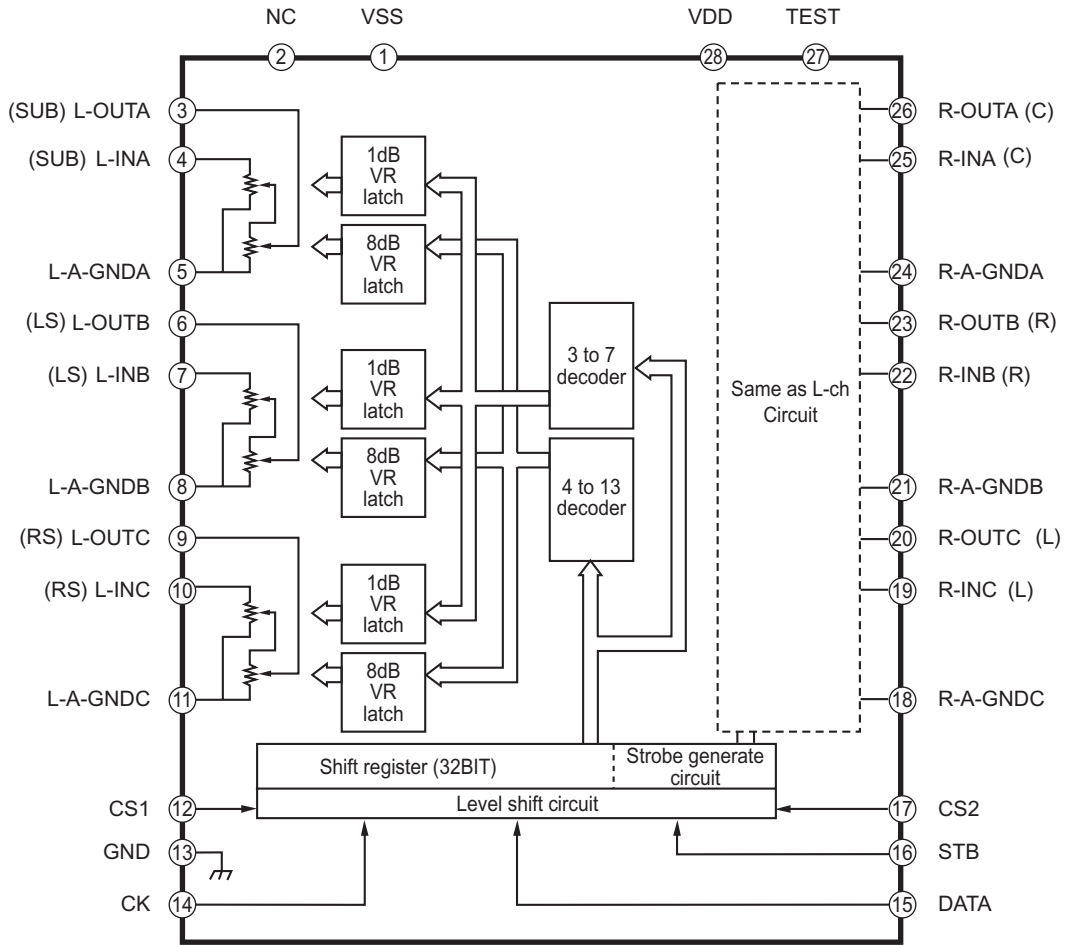 NC VSS VDD TEST
2 1 28 27
(SUB) L-OUTA 3
(SUB) L-INA 4
L-A-GNDA 5
(LS) L-OUTB 6
(LS) L-INB 7
L-A-GNDB 8
(RS) L-OUTC 9
(RS) L-INC 10
L-A-GNDC 11
CS1 12
GND 13
CK 14
1dB
VR
latch
8dB
VR
latch
1dB
VR
latch
8dB
VR
latch
1dB
VR
latch
8dB
VR
latch
3 to 7
decoder
4 to 13
decoder
Same as L-ch
Circuit
Shift register (32BIT)
Strobe generate
circuit
Level shift circuit
26 R-OUTA (C)
25 R-INA (C)
24 R-A-GNDA
23 R-OUTB (R)
22 R-INB (R)
21 R-A-GNDB
20 R-OUTC (L)
19 R-INC (L)
18 R-A-GNDC
17 CS2
16 STB
15 DATA